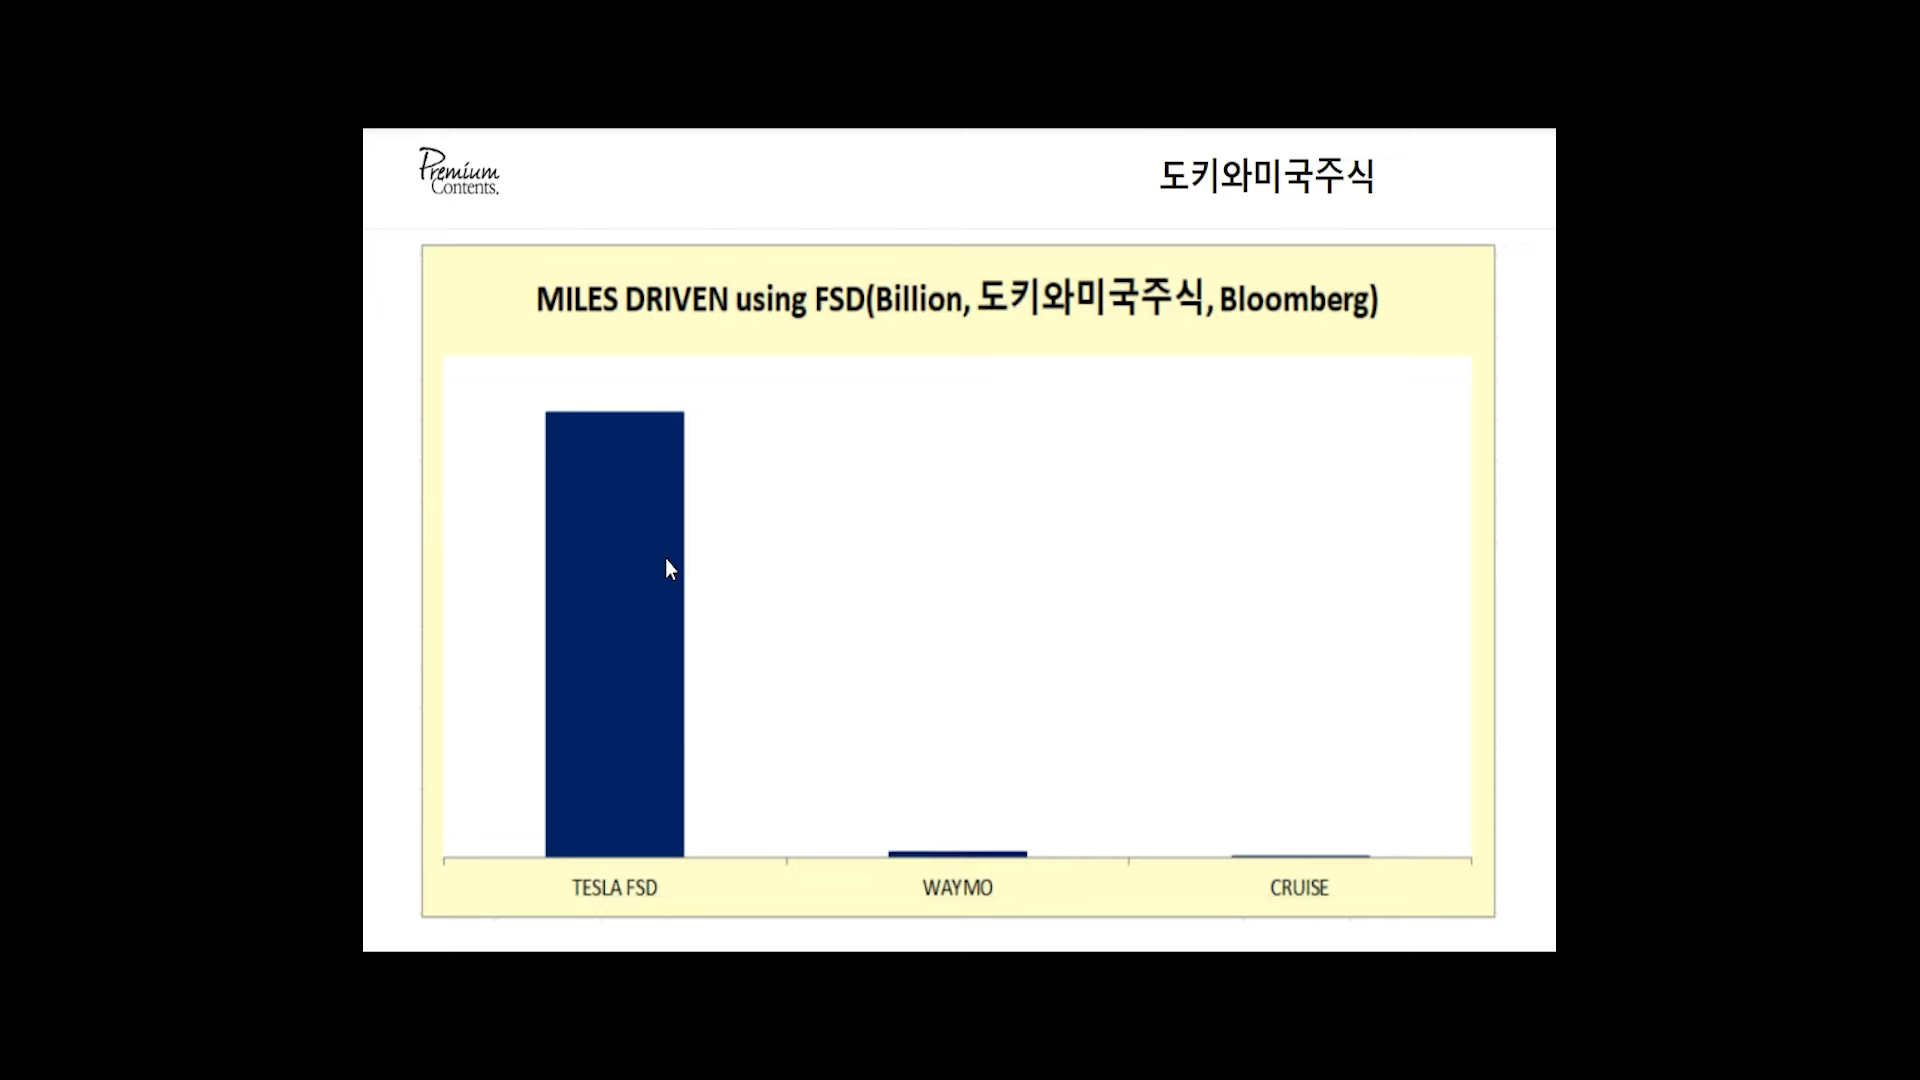 Premium
Contents.
도키와미국주식
MILES DRIVEN using FSD(Billion, 도키와미국주식, Bloomberg)
TESLA FSD
WAYMO
CRUISE